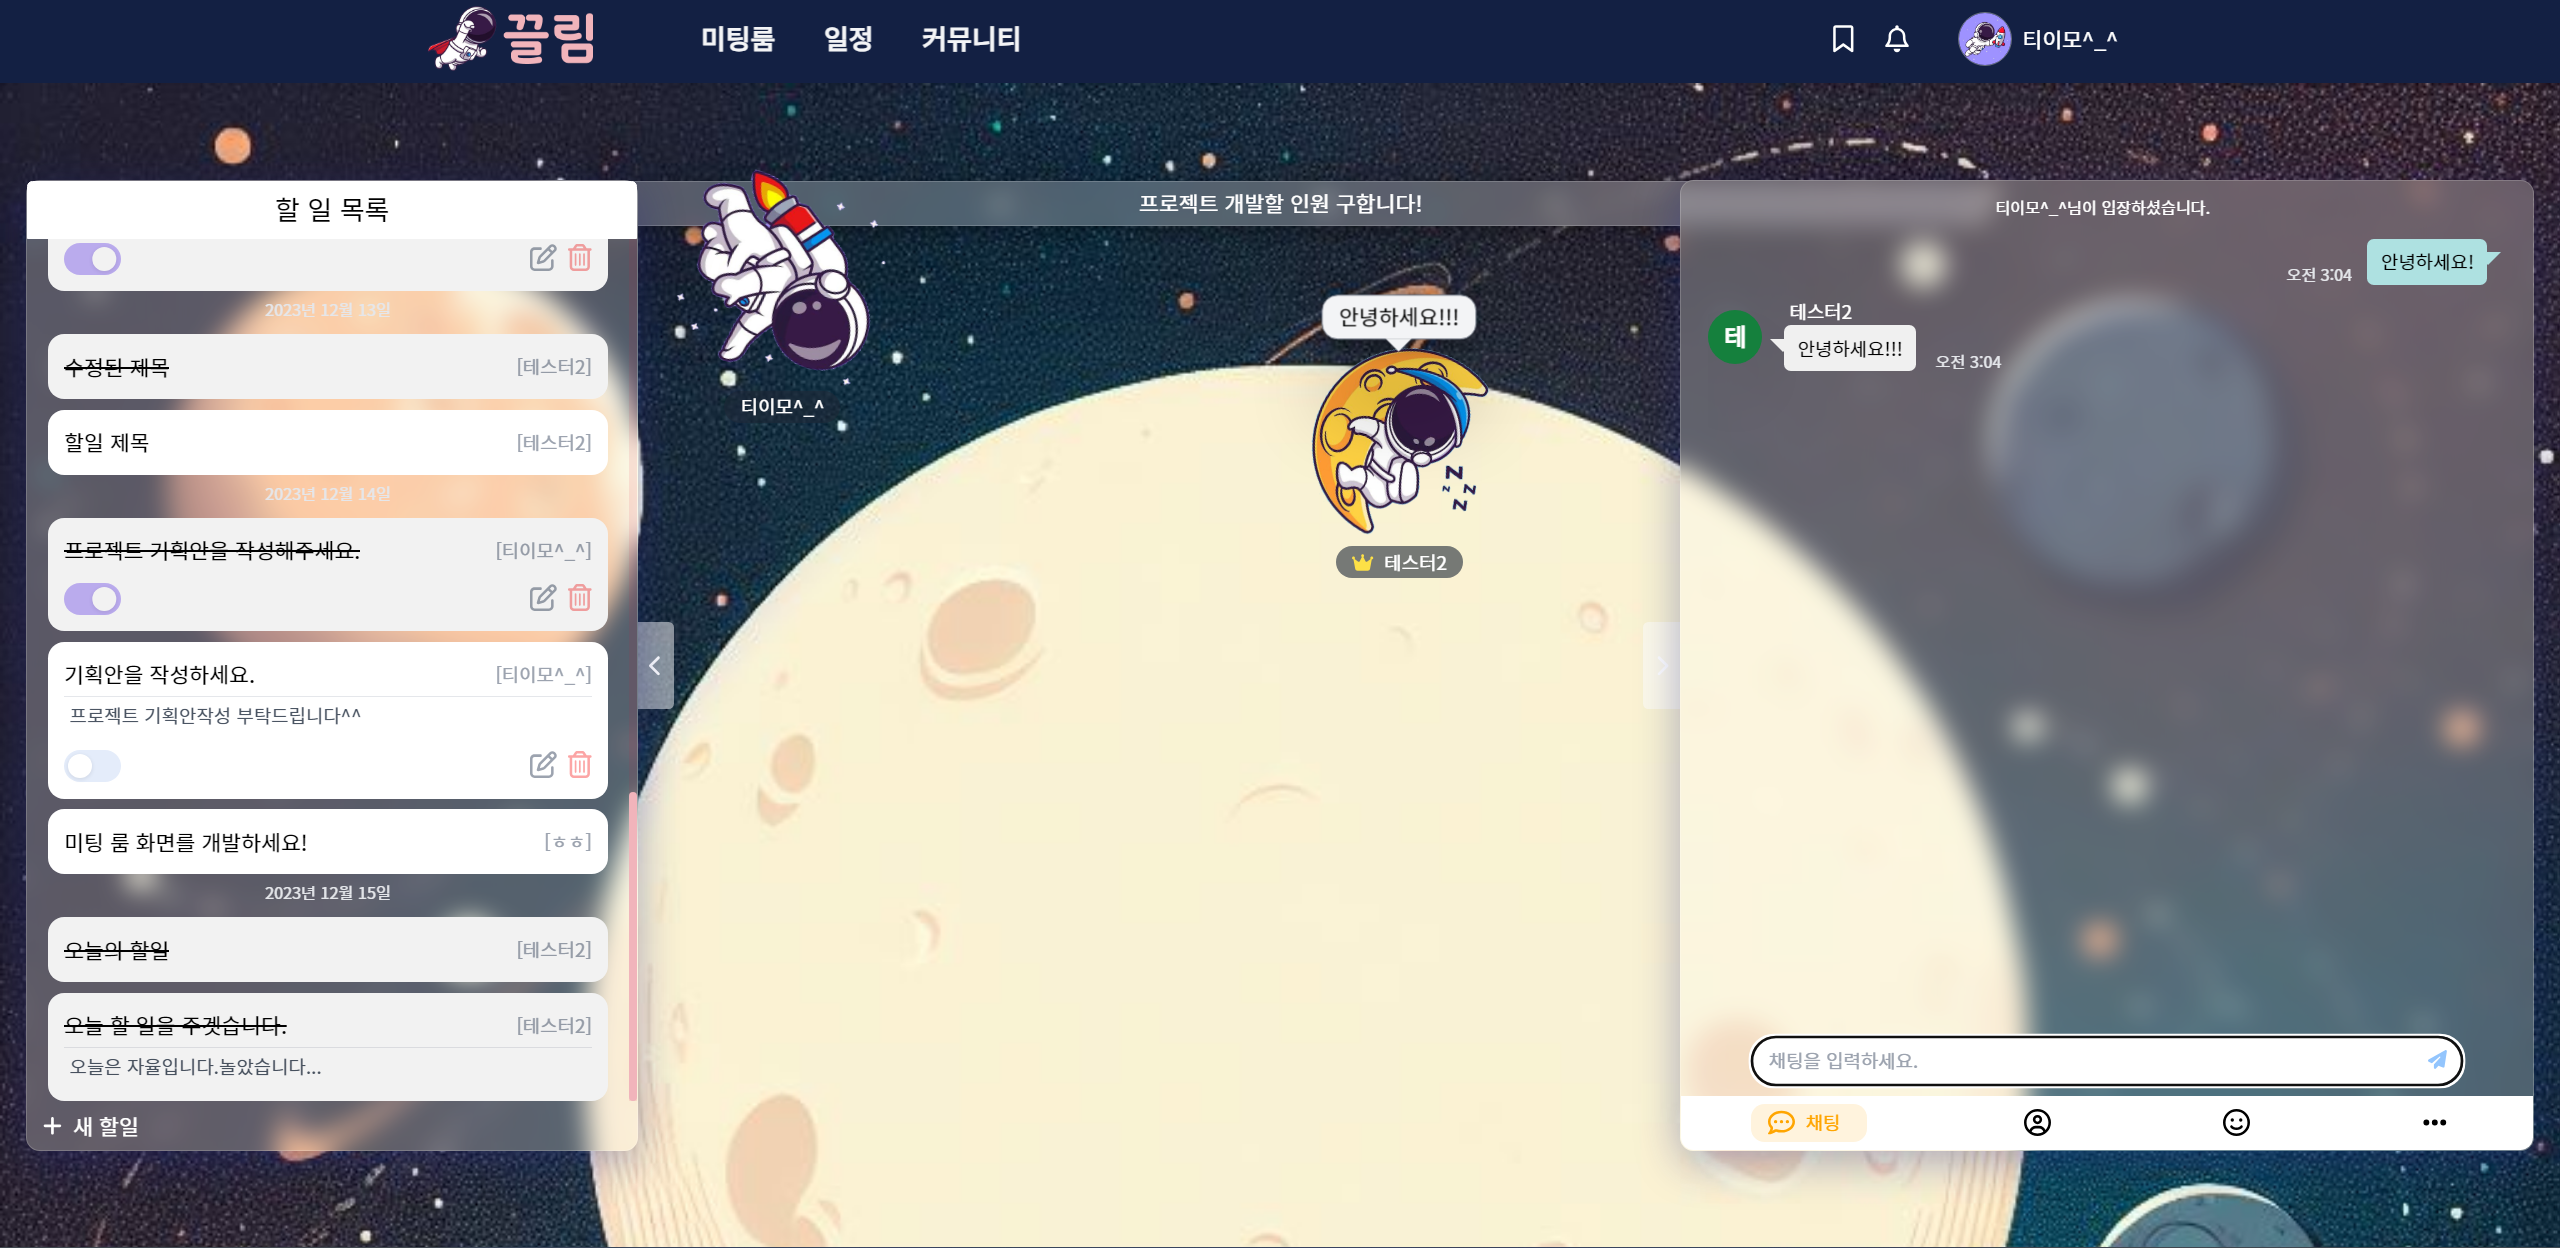 끌림
미팅룸
일정
커뮤니티
티이모^_^
할 일 목록
2023년 12월 13일
수정된 제목 [테스터2]
할일 제목 [테스터2]
2023년 12월 14일
프로젝트 기획안을 작성해주세요. [티이모^_^]
기획안을 작성하세요. [티이모^_^]
프로젝트 기획안작성 부탁드립니다^^
미팅 룸 화면를 개발하세요! [ㅎㅎ]
2023년 12월 15일
오늘의 할일 [테스터2]
오늘 할 일을 주겟습니다. [테스터2]
오늘은 자율입니다.놀았습니다...
+ 새 할일
프로젝트 개발할 인원 구합니다!
티이모^_^
안녕하세요!!!
z z z z
테스터2
티이모^_^님이 입장하셨습니다.
오전 3:04 안녕하세요!
테 테스터2
안녕하세요!!! 오전 3:04
채팅을 입력하세요.
채팅